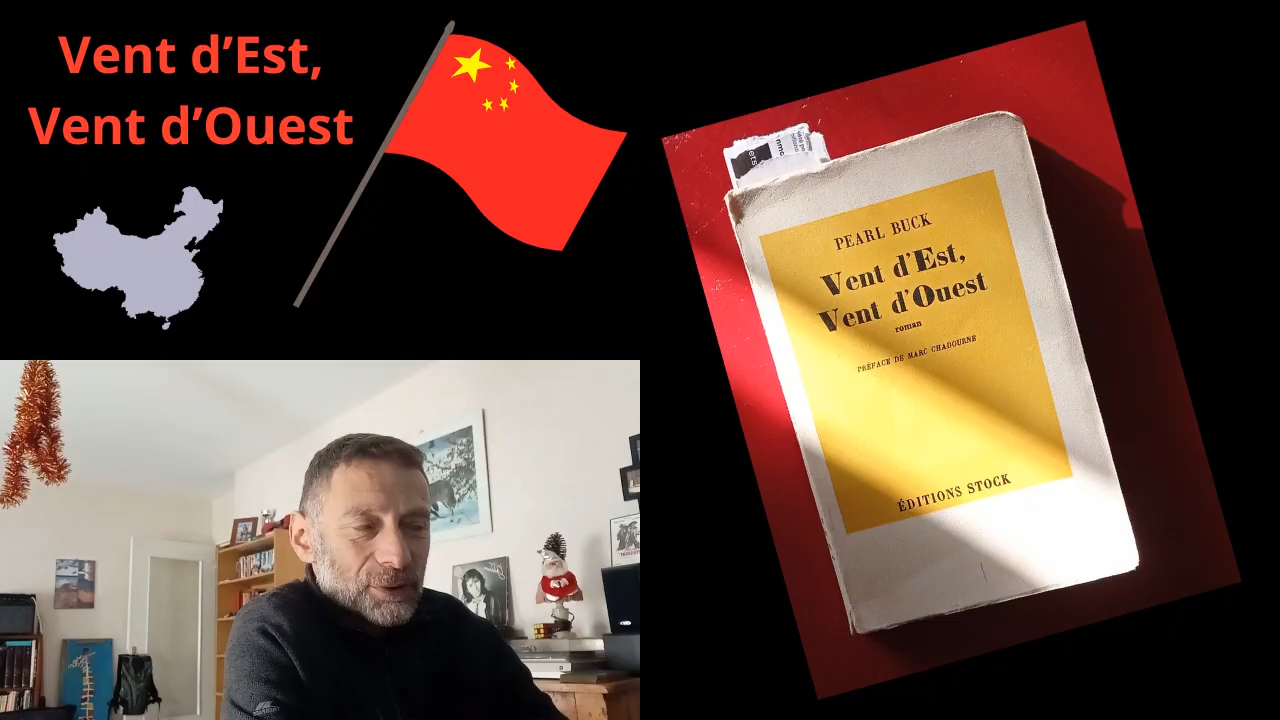 Vent d’Est,
Vent d’Ouest
PEARL BUCK
Vent d'Est,
Vent d'Ouest
roman
PRÉFACE DE MARC CHADOURNE
ÉDITIONS STOCK